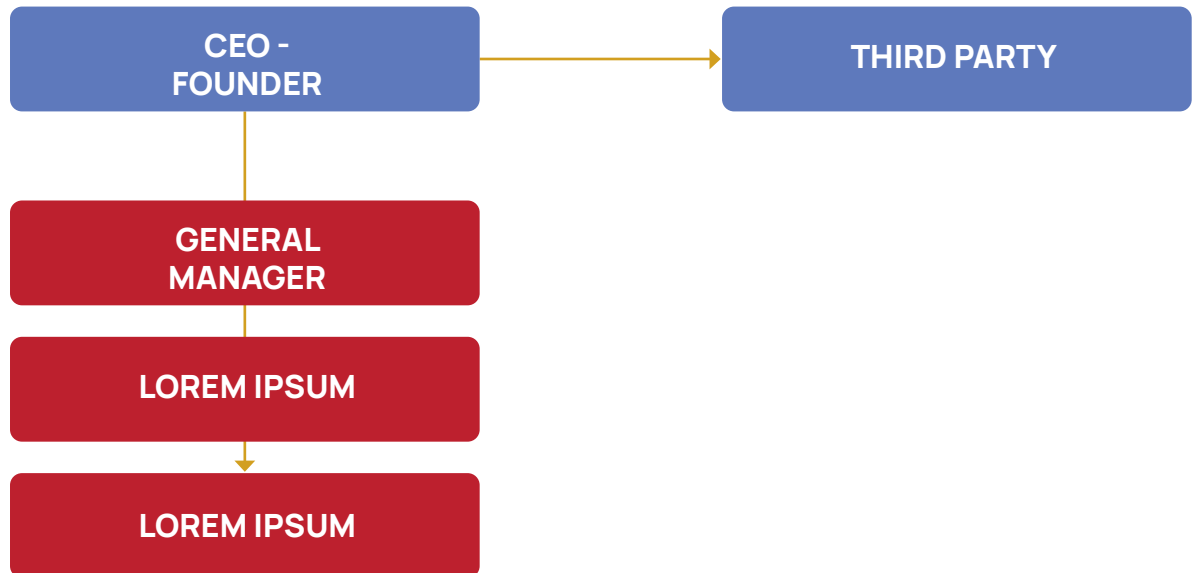 CEO -
FOUNDER
THIRD PARTY
GENERAL
MANAGER
LOREM IPSUM
LOREM IPSUM